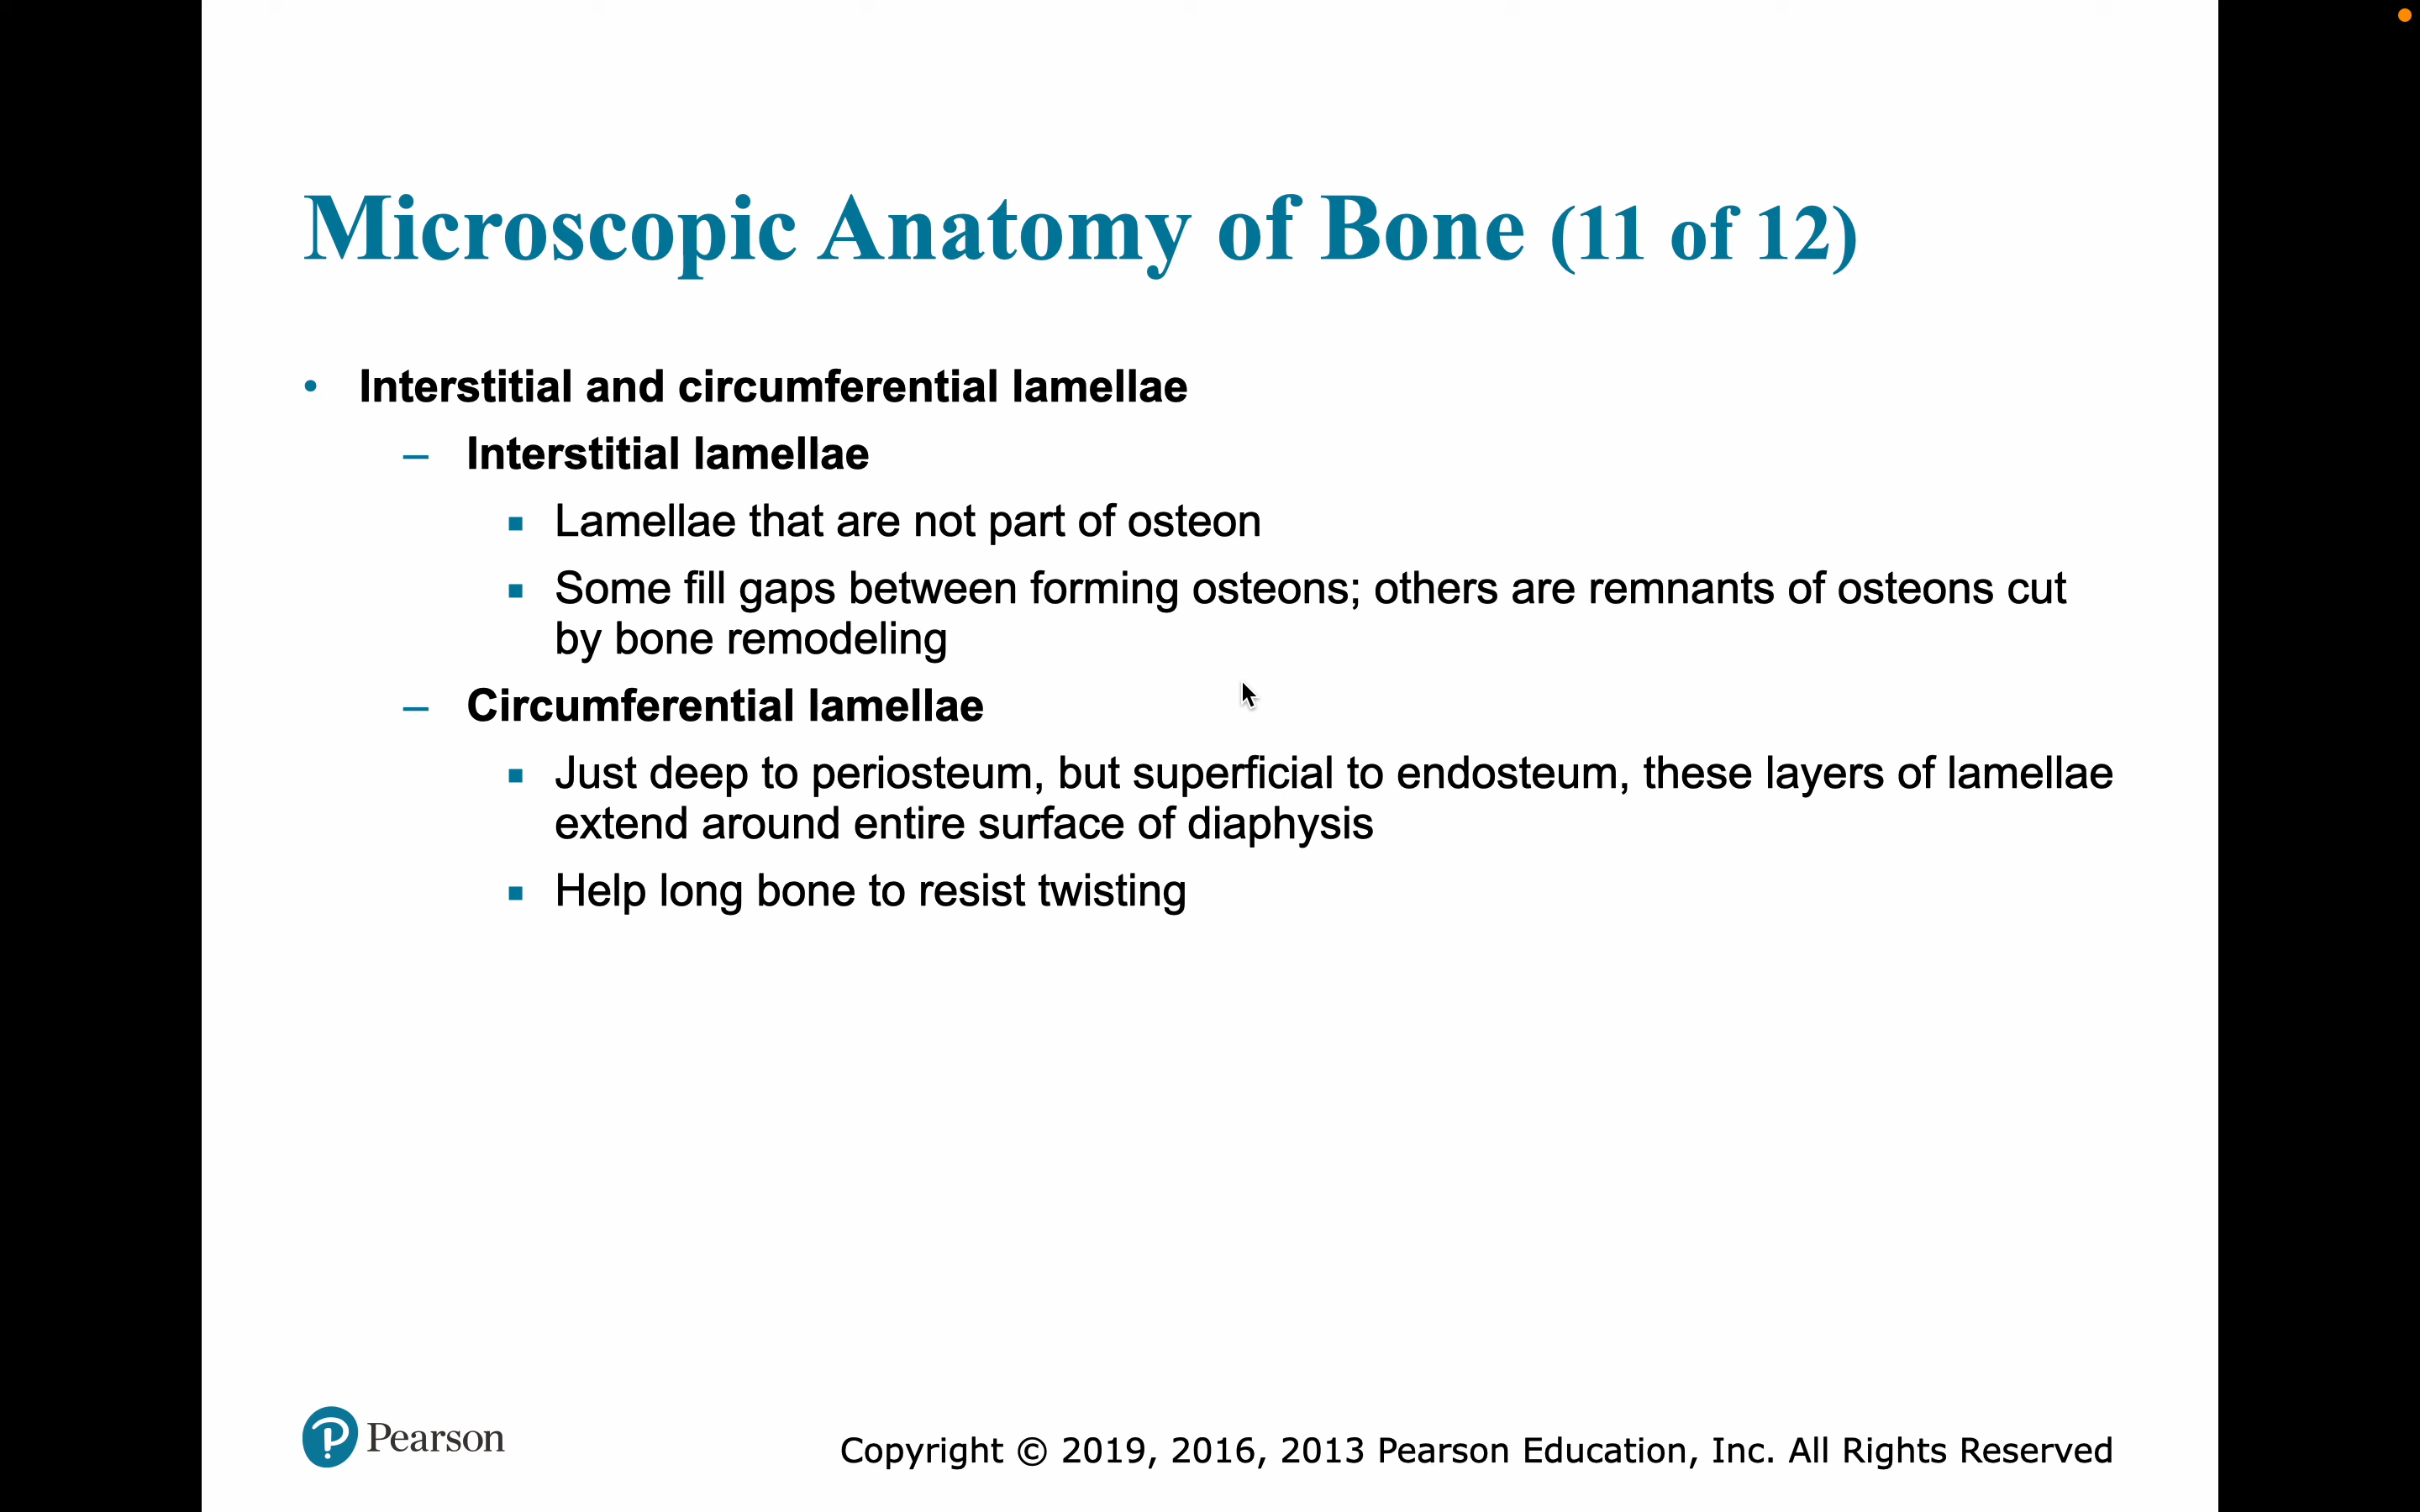 Microscopic Anatomy of Bone (11 of 12)
• Interstitial and circumferential lamellae
– Interstitial lamellae
▪ Lamellae that are not part of osteon
▪ Some fill gaps between forming osteons; others are remnants of osteons cut
by bone remodeling
– Circumferential lamellae
▪ Just deep to periosteum, but superficial to endosteum, these layers of lamellae
extend around entire surface of diaphysis
▪ Help long bone to resist twisting
Pearson
Copyright © 2019, 2016, 2013 Pearson Education, Inc. All Rights Reserved